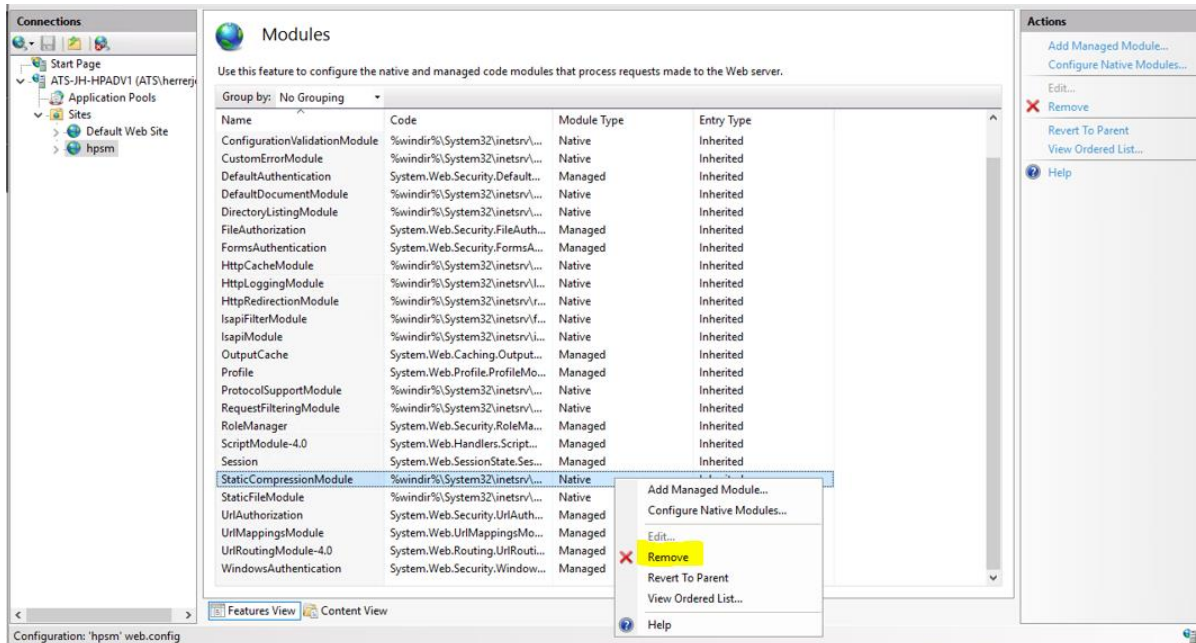 Connections
Start Page
ATS-JH-HPADV1 (ATS\herrerj
Application Pools
Sites
Default Web Site
hpsm
Configuration: 'hpsm' web.config
Modules
Use this feature to configure the native and managed code modules that process requests made to the Web server.
Group by: No Grouping
Name Code Module Type Entry Type
ConfigurationValidationModule %windir%\System32\inetsrv\... Native Inherited
CustomErrorModule %windir%\System32\inetsrv\... Native Inherited
DefaultAuthentication System.Web.Security.Default... Managed Inherited
DefaultDocumentModule %windir%\System32\inetsrv\... Native Inherited
DirectoryListingModule %windir%\System32\inetsrv\... Native Inherited
FileAuthorization System.Web.Security.FileAuth... Managed Inherited
FormsAuthentication System.Web.Security.FormsA... Managed Inherited
HttpCacheModule %windir%\System32\inetsrv\... Native Inherited
HttpLoggingModule %windir%\System32\inetsrv\l... Native Inherited
HttpRedirectionModule %windir%\System32\inetsrv\r... Native Inherited
IsapiFilterModule %windir%\System32\inetsrv\f... Native Inherited
IsapiModule %windir%\System32\inetsrv\i... Native Inherited
OutputCache System.Web.Caching.Output... Managed Inherited
Profile System.Web.Profile.ProfileMo... Managed Inherited
ProtocolSupportModule %windir%\System32\inetsrv\... Native Inherited
RequestFilteringModule %windir%\System32\inetsrv\... Native Inherited
RoleManager System.Web.Security.RoleMa... Managed Inherited
ScriptModule-4.0 System.Web.Handlers.Script... Managed Inherited
Session System.Web.SessionState.Ses... Managed Inherited
StaticCompressionModule %windir%\System32\inetsrv\... Native
StaticFileModule %windir%\System32\inetsrv\... Native
UrlAuthorization System.Web.Security.UrlAuth... Managed
UrlMappingsModule System.Web.UrlMappingsMo... Managed
UrlRoutingModule-4.0 System.Web.Routing.UrlRouti... Managed
WindowsAuthentication System.Web.Security.Window... Managed
Add Managed Module...
Configure Native Modules...
Edit...
Remove
Revert To Parent
View Ordered List...
Help
Features View Content View
Actions
Add Managed Module...
Configure Native Modules...
Edit...
Remove
Revert To Parent
View Ordered List...
Help